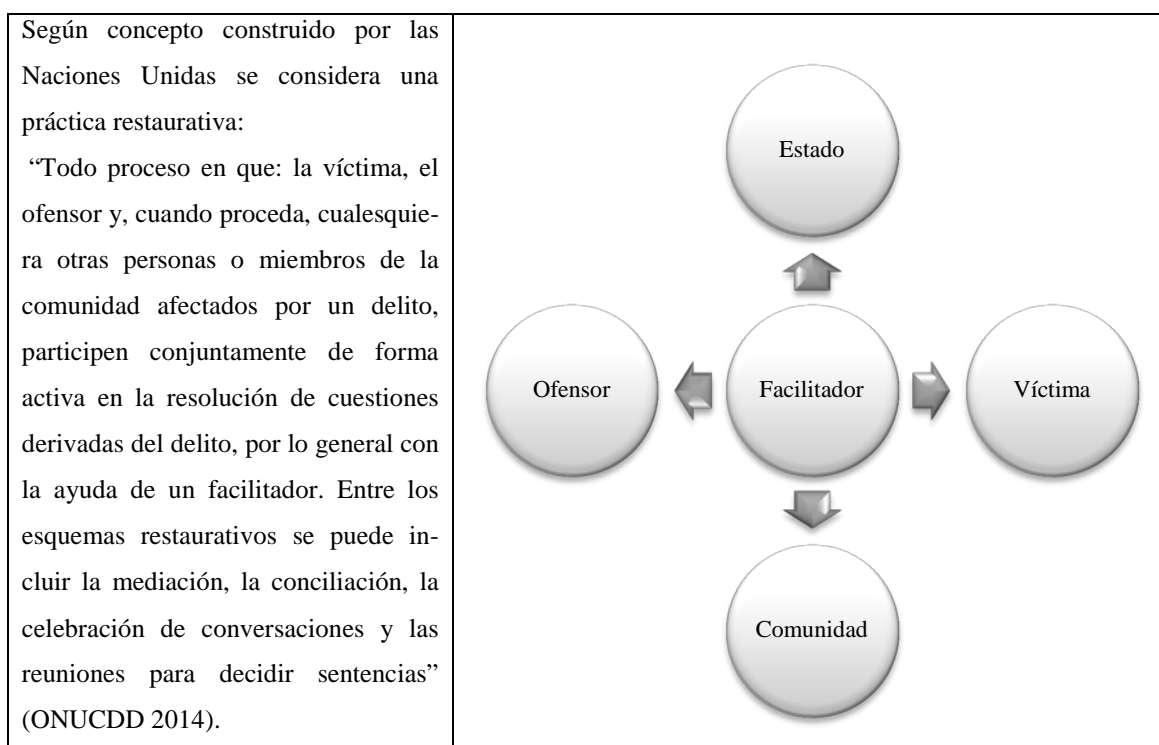 Según concepto construido por las
Naciones Unidas se considera una
práctica restaurativa:
“Todo proceso en que: la víctima, el
ofensor y, cuando proceda, cualesquie-
ra otras personas o miembros de la
comunidad afectados por un delito,
participen conjuntamente de forma
activa en la resolución de cuestiones
derivadas del delito, por lo general con
la ayuda de un facilitador. Entre los
esquemas restaurativos se puede in-
cluir la mediación, la conciliación, la
celebración de conversaciones y las
reuniones para decidir sentencias”
(ONUCDD 2014).
Estado
Ofensor
Facilitador
Víctima
Comunidad